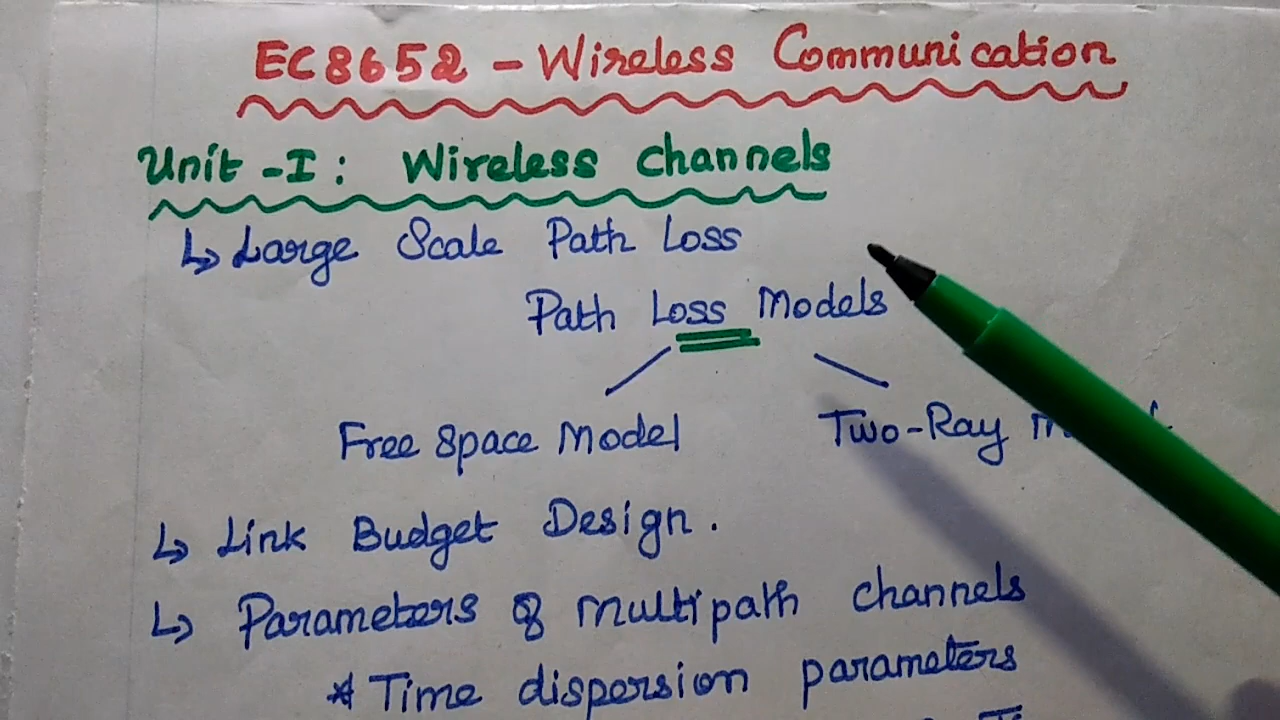 EC8652 - Wireless Communication
Unit - I : Wireless channels
↳ Large Scale Path Loss
Path Loss Models
Free Space Model Two-Ray
↳ Link Budget Design.
↳ Parameters of Multipath channels
* Time dispersion parameters